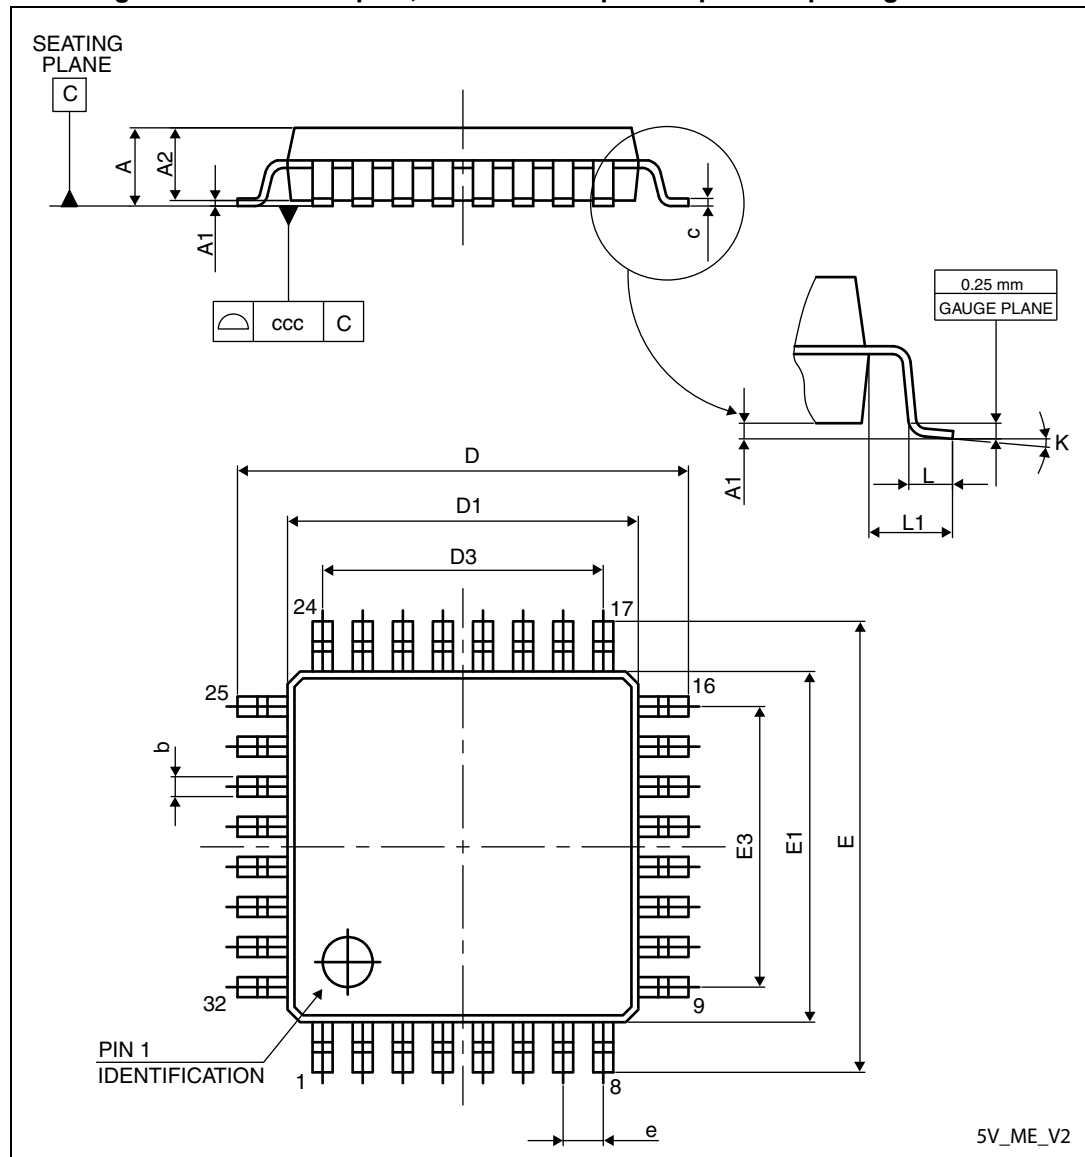 SEATING
PLANE
C
A
A2
A1
c
ccc
C
0.25 mm
GAUGE PLANE
A1
K
L
L1
D
D1
D3
24
17
25
16
b
E3
E1
E
32
9
PIN 1
IDENTIFICATION
1
8
e
5V_ME_V2